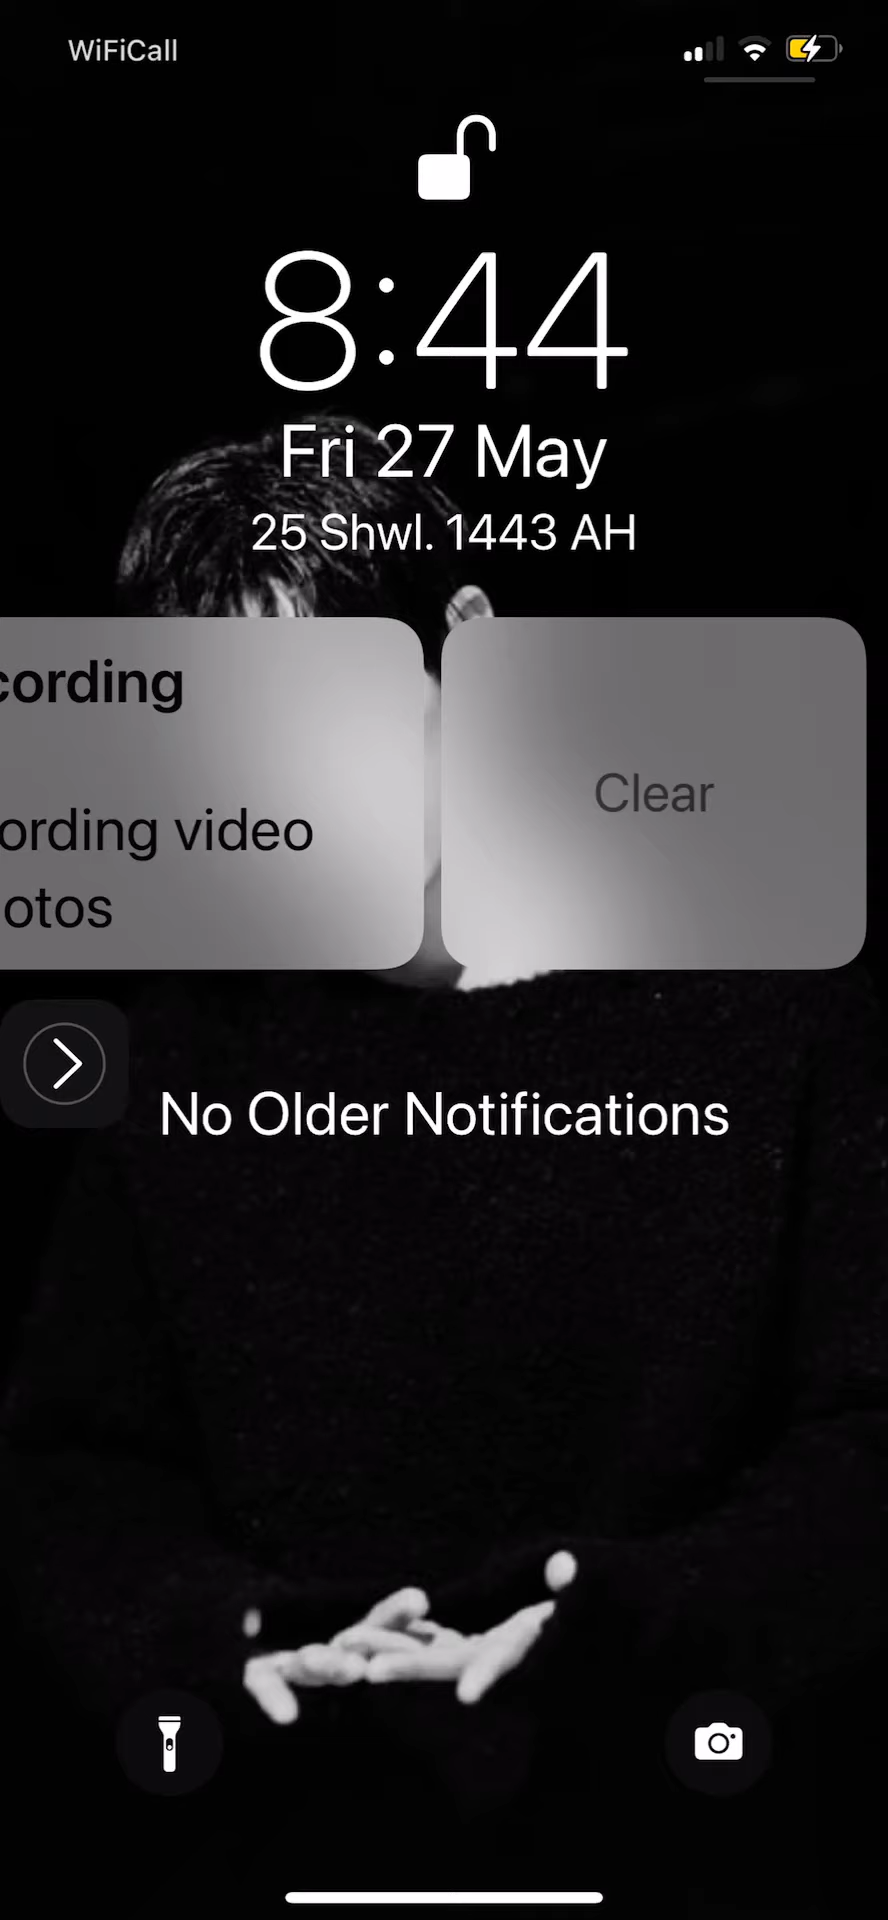 WiFiCall
8:44
Fri 27 May
25 Shwl. 1443 AH
cording
ording video
otos
Clear
No Older Notifications